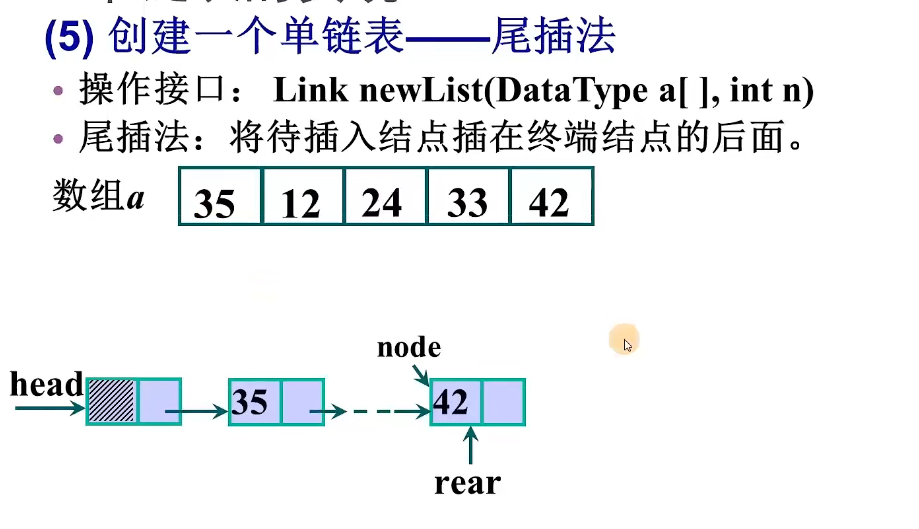 (5) 创建一个单链表——尾插法
• 操作接口： Link newList(DataType a[ ], int n)
• 尾插法：将待插入结点插在终端结点的后面。
数组a 35 12 24 33 42
node
head 35 42
rear